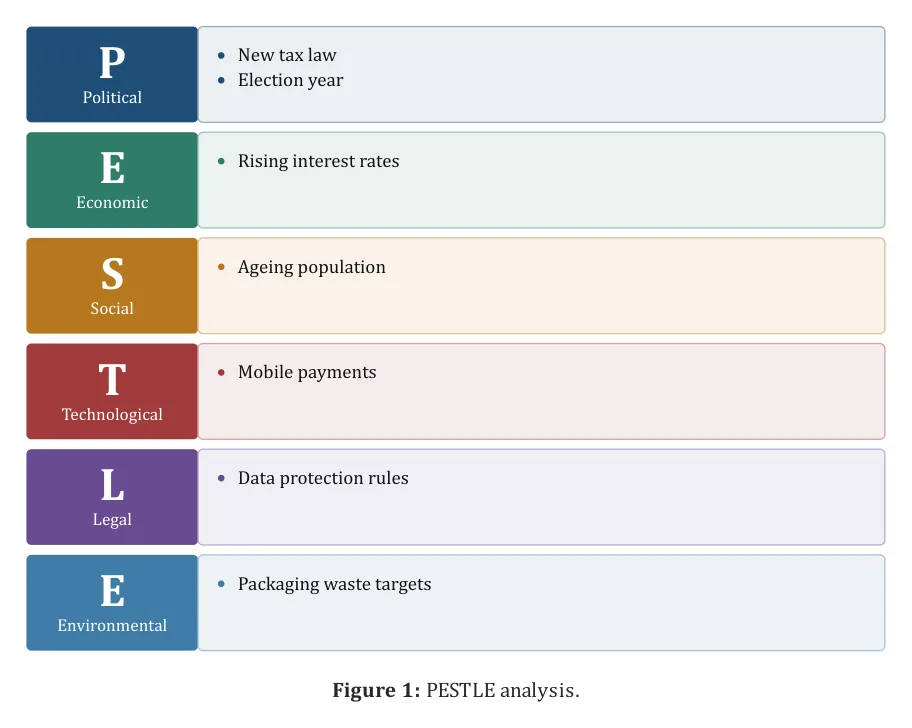 P
Political
• New tax law
• Election year
E
Economic
• Rising interest rates
S
Social
• Ageing population
T
Technological
• Mobile payments
L
Legal
• Data protection rules
E
Environmental
• Packaging waste targets
Figure 1: PESTLE analysis.